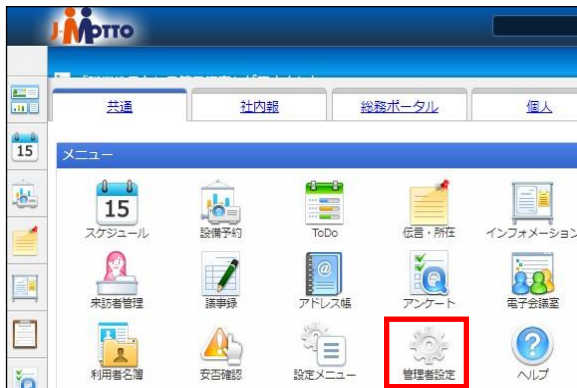 J-MOTTO
共通 社内報 総務ポータル 個人
15
メニュー
15
スケジュール 設備予約 ToDo 伝言・所在 インフォメーション
来訪者管理 議事録 アドレス帳 アンケート 電子会議室
利用者名簿 安否確認 設定メニュー 管理者設定 ヘルプ